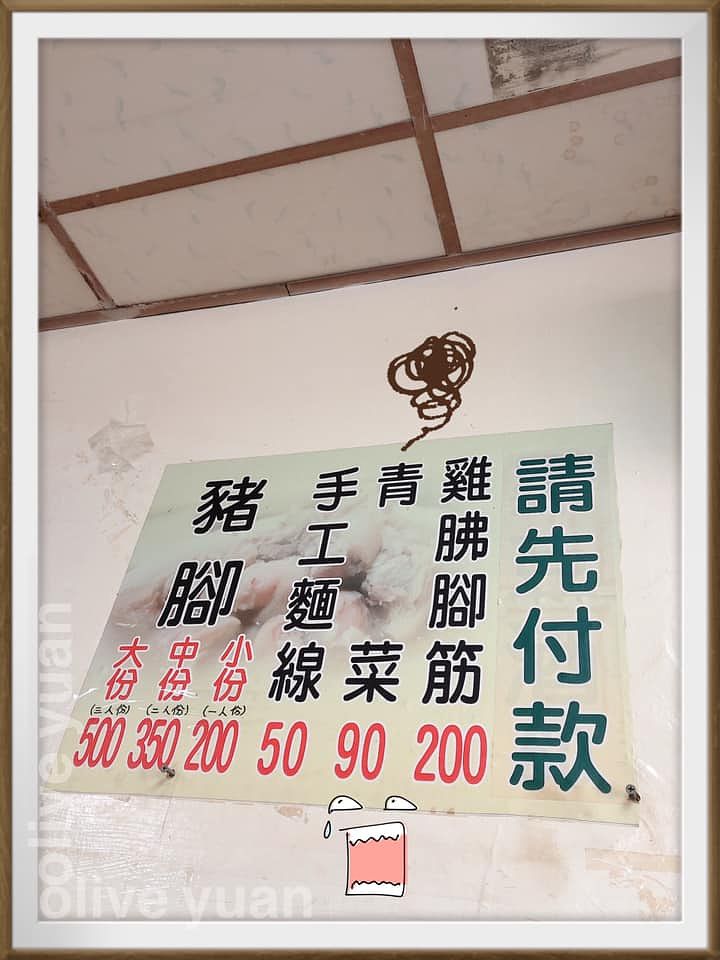 請先付款
雞胇腳筋
200
青菜
90
手工麵線
50
豬腳
小份
(一人份)
200
中份
(二人份)
350
大份
(三人份)
500
olive yuan
olive yuan